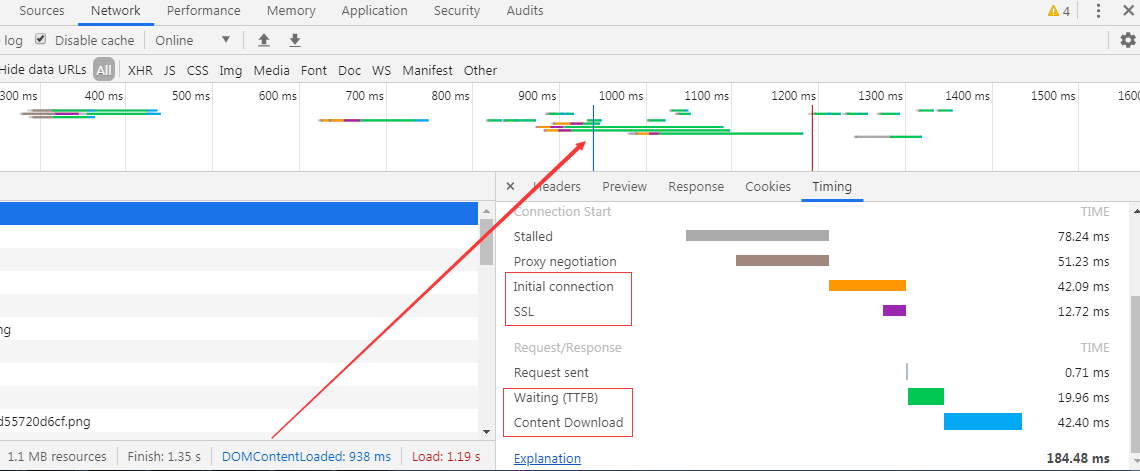 Sources Network Performance Memory Application Security Audits 4
log Disable cache Online
Hide data URLs All XHR JS CSS Img Media Font Doc WS Manifest Other
300 ms 400 ms 500 ms 600 ms 700 ms 800 ms 900 ms 1000 ms 1100 ms 1200 ms 1300 ms 1400 ms 1500 ms 1600
Headers Preview Response Cookies Timing
Connection Start TIME
Stalled 78.24 ms
Proxy negotiation 51.23 ms
Initial connection 42.09 ms
SSL 12.72 ms
ng
Request/Response TIME
Request sent 0.71 ms
Waiting (TTFB) 19.96 ms
d55720d6cf.png
Content Download 42.40 ms
1.1 MB resources Finish: 1.35 s DOMContentLoaded: 938 ms Load: 1.19 s
Explanation 184.48 ms